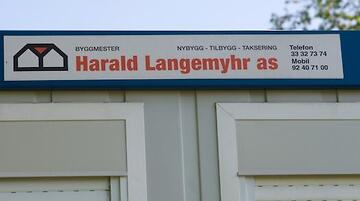 BYGGMESTER NYBYGG - TILBYGG - TAKSERING
Harald Langemyhr as
Telefon
33 32 73 74
Mobil
92 40 71 00